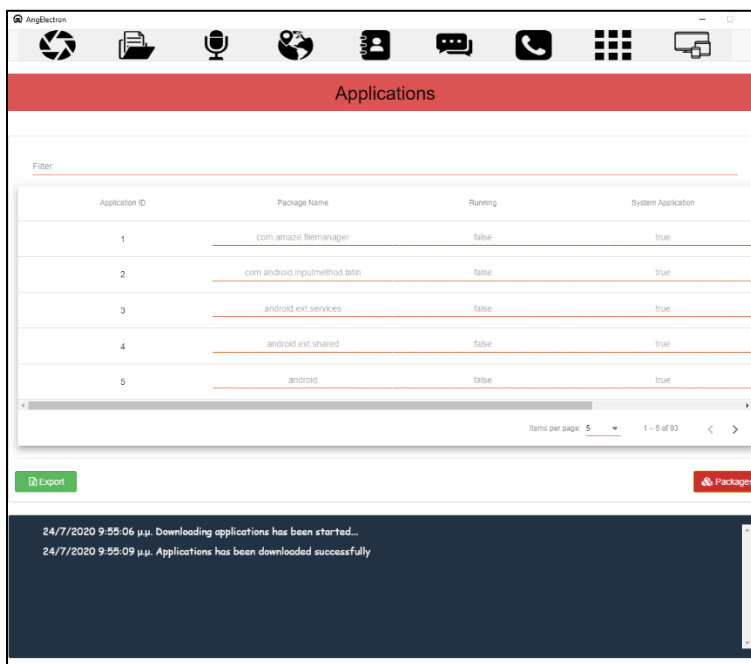 AngElectron
Applications
Filter
Application ID Package Name Running System Application
1 com.amaze.filemanager false true
2 com.android.inputmethod.latin false true
3 android.ext.services false true
4 android.ext.shared false true
5 android false true
Items per page: 5 1 – 5 of 93
Export Packages
24/7/2020 9:55:06 μ.μ. Downloading applications has been started...
24/7/2020 9:55:09 μ.μ. Applications has been downloaded successfully